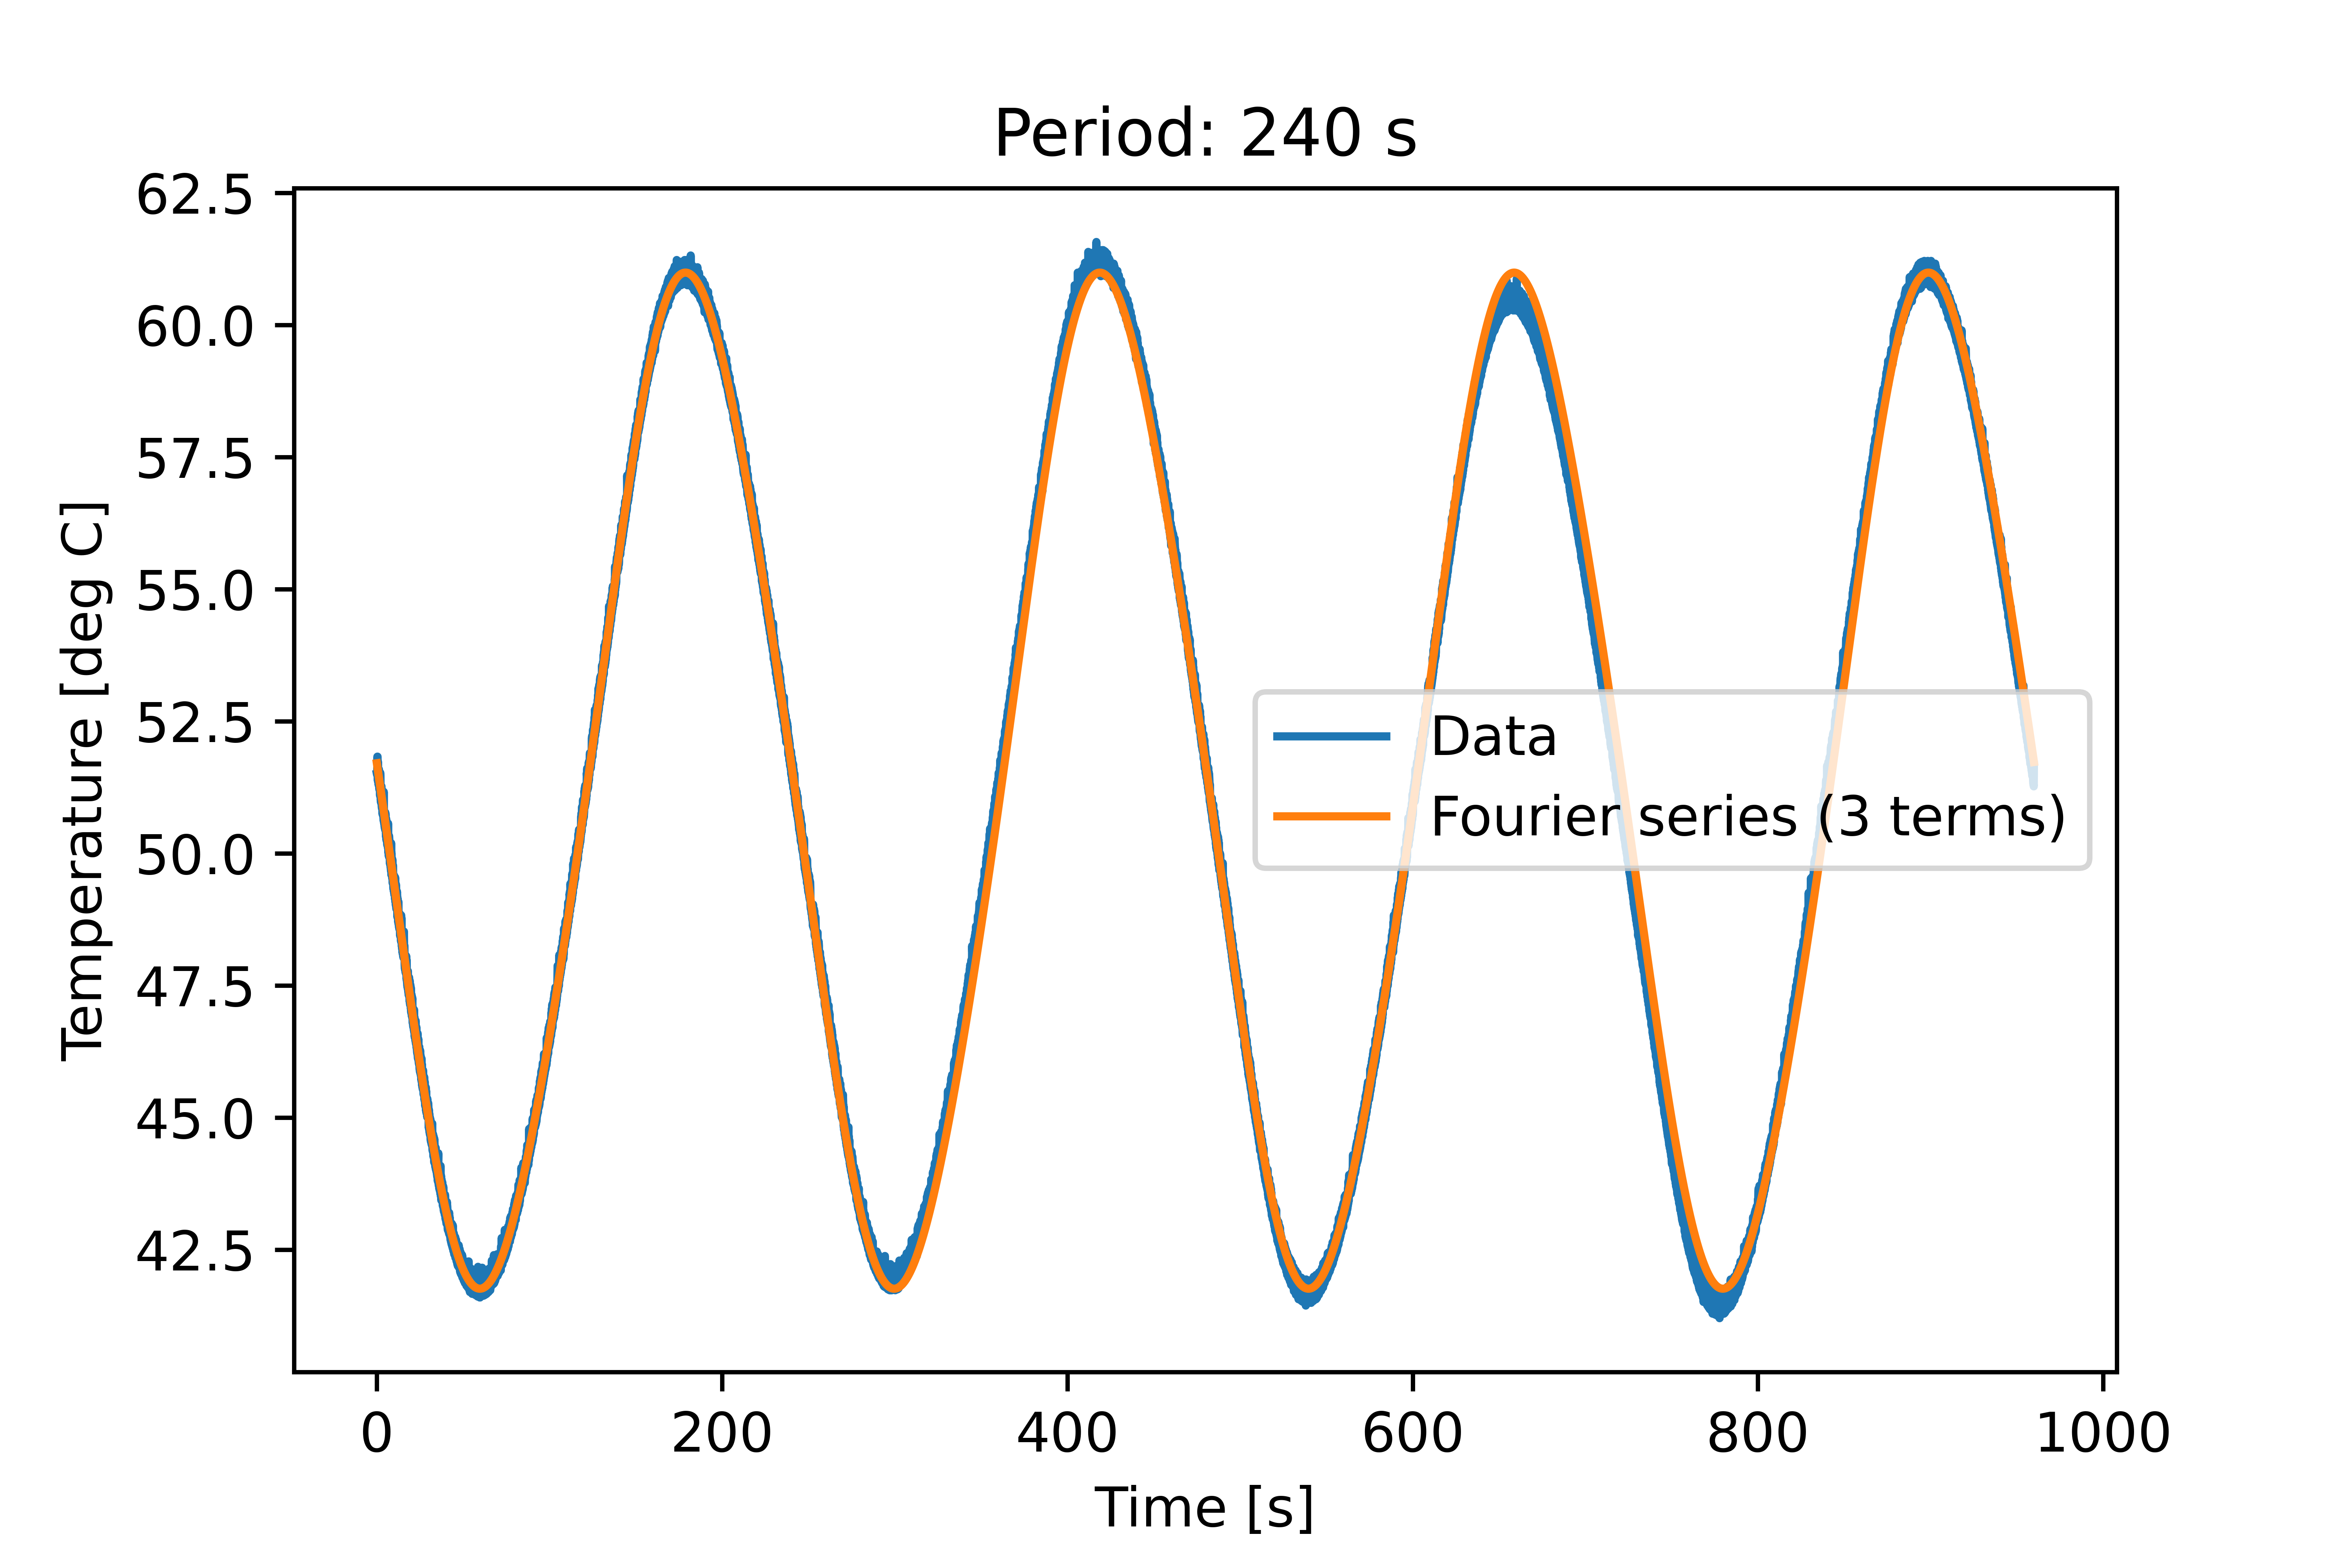 Period: 240 s
62.5
60.0
57.5
55.0
52.5
50.0
47.5
45.0
42.5
Temperature [deg C]
Data
Fourier series (3 terms)
0 200 400 600 800 1000
Time [s]